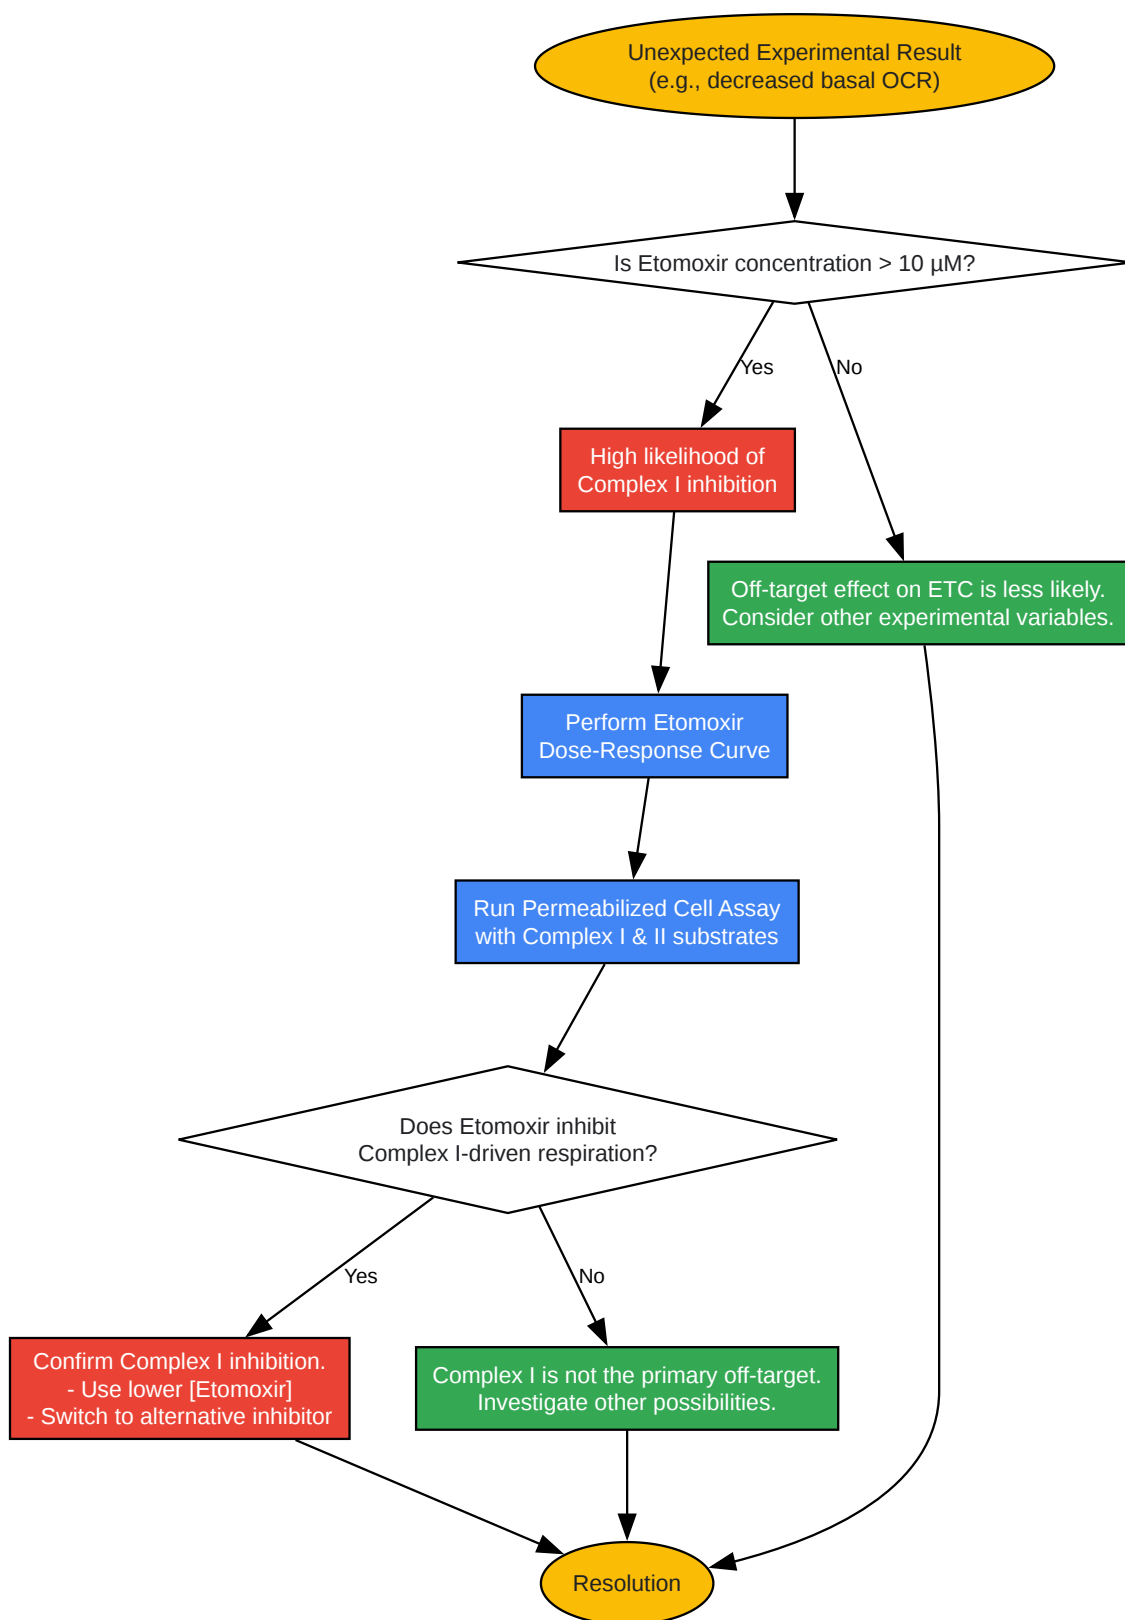 Unexpected Experimental Result
(e.g., decreased basal OCR)
Is Etomoxir concentration > 10 µM?
Yes
No
High likelihood of
Complex I inhibition
Off-target effect on ETC is less likely.
Consider other experimental variables.
Perform Etomoxir
Dose-Response Curve
Run Permeabilized Cell Assay
with Complex I & II substrates
Does Etomoxir inhibit
Complex I-driven respiration?
Yes
No
Confirm Complex I inhibition.
- Use lower [Etomoxir]
- Switch to alternative inhibitor
Complex I is not the primary off-target.
Investigate other possibilities.
Resolution